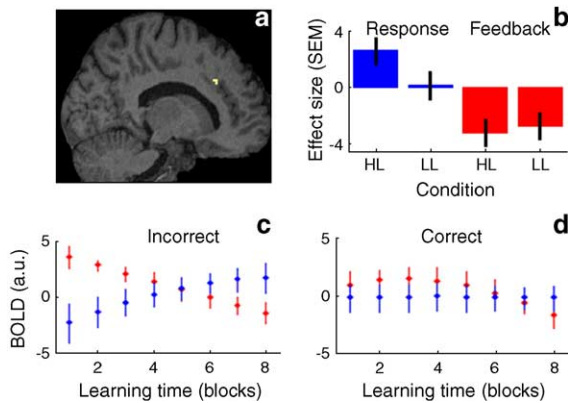 a
b
Response Feedback
Effect size (SEM)
4
0
-4
HL LL HL LL
Condition
c
Incorrect
BOLD (a.u.)
5
0
-5
2 4 6 8
Learning time (blocks)
d
Correct
5
0
-5
2 4 6 8
Learning time (blocks)